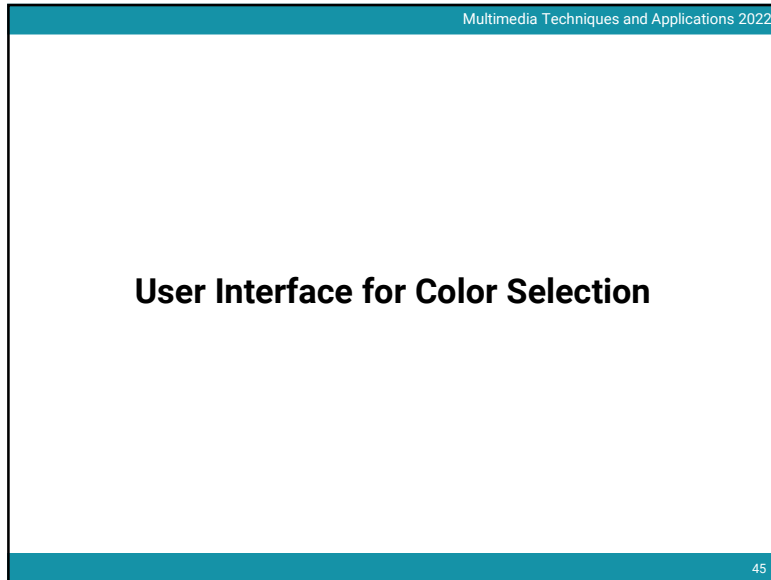 Multimedia Techniques and Applications 2022
User Interface for Color Selection
45